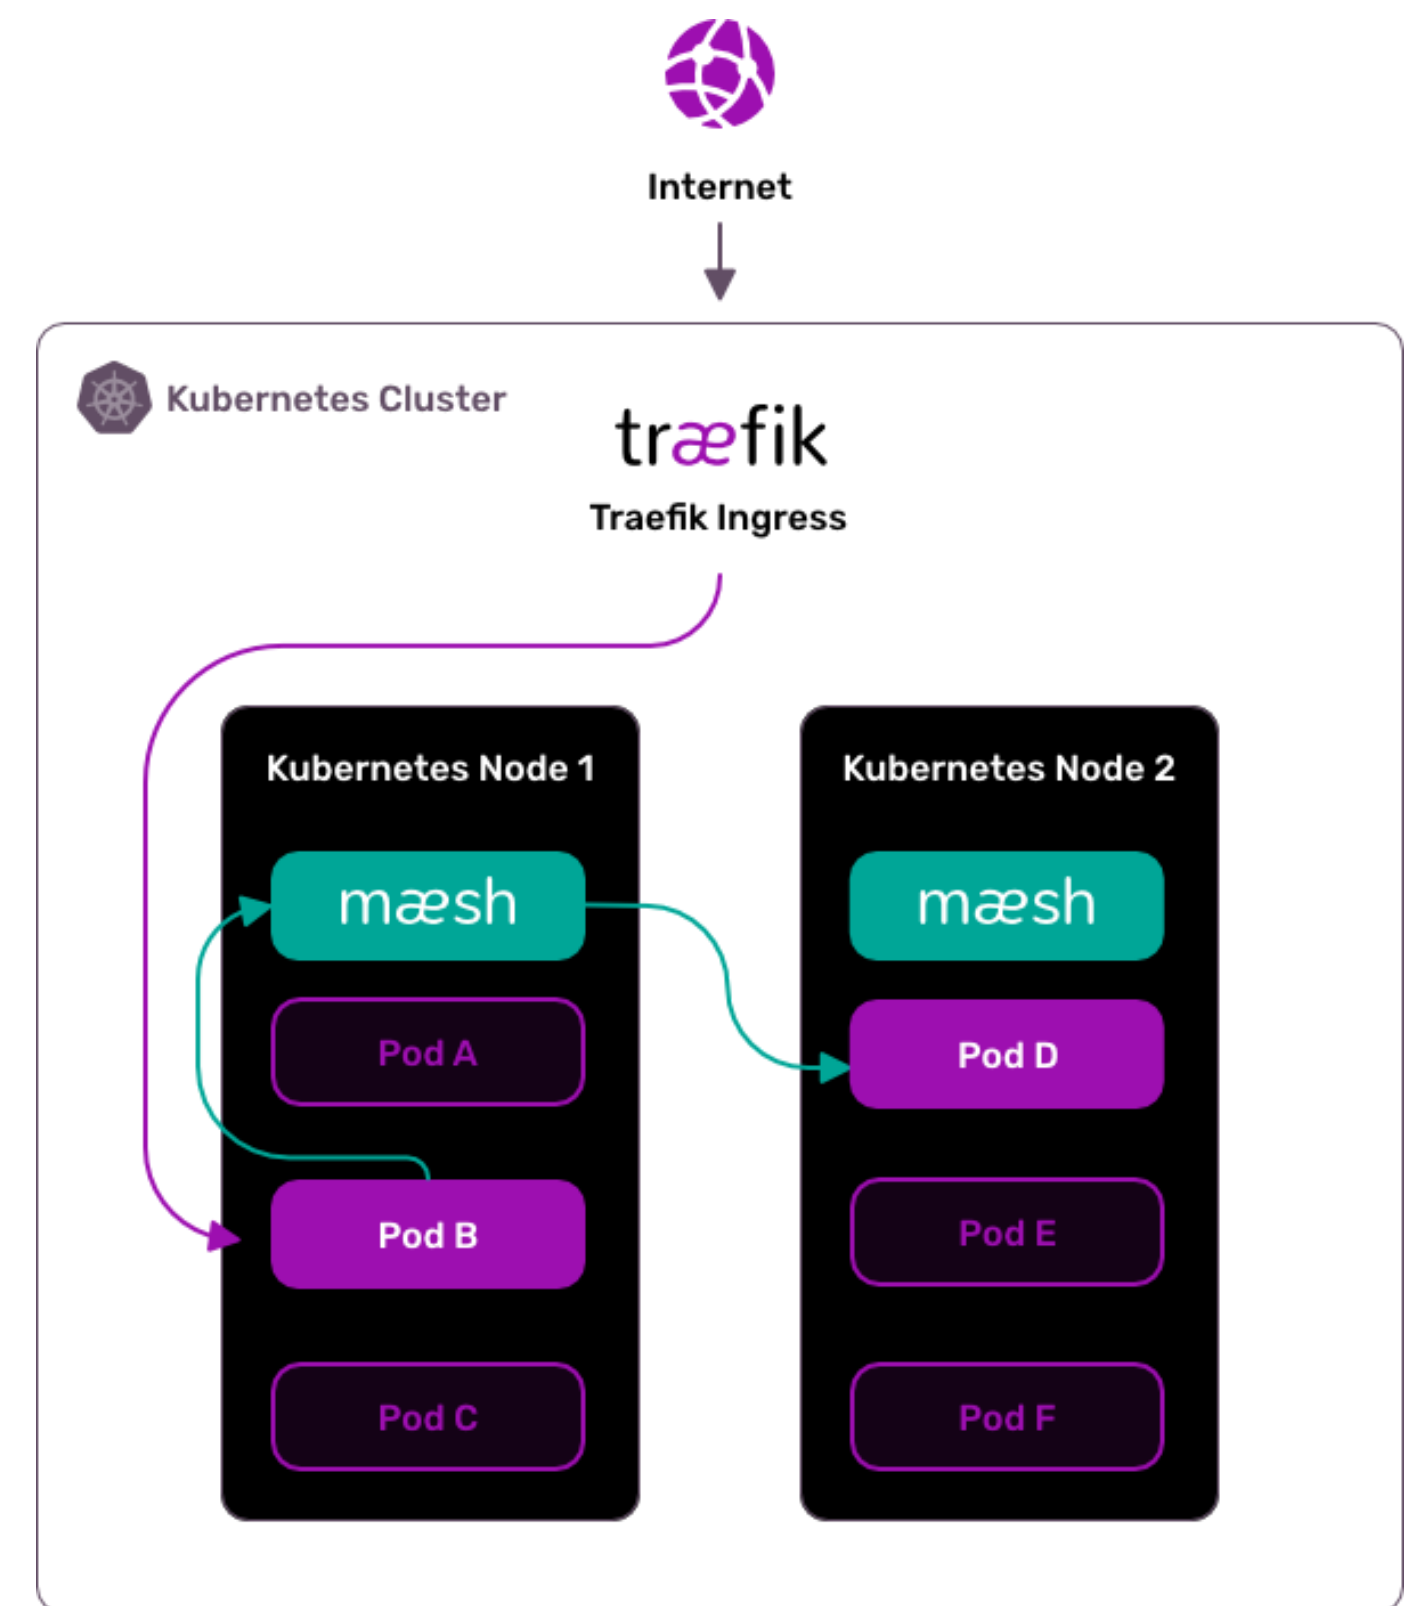 Internet
Kubernetes Cluster
træfik
Traefik Ingress
Kubernetes Node 1
mæsh
Pod A
Pod B
Pod C
Kubernetes Node 2
mæsh
Pod D
Pod E
Pod F